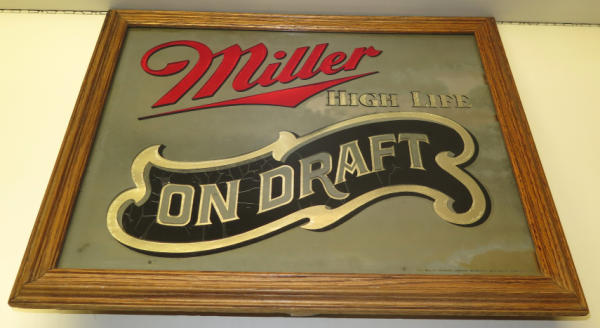 Miller
HIGH LIFE
ON DRAFT